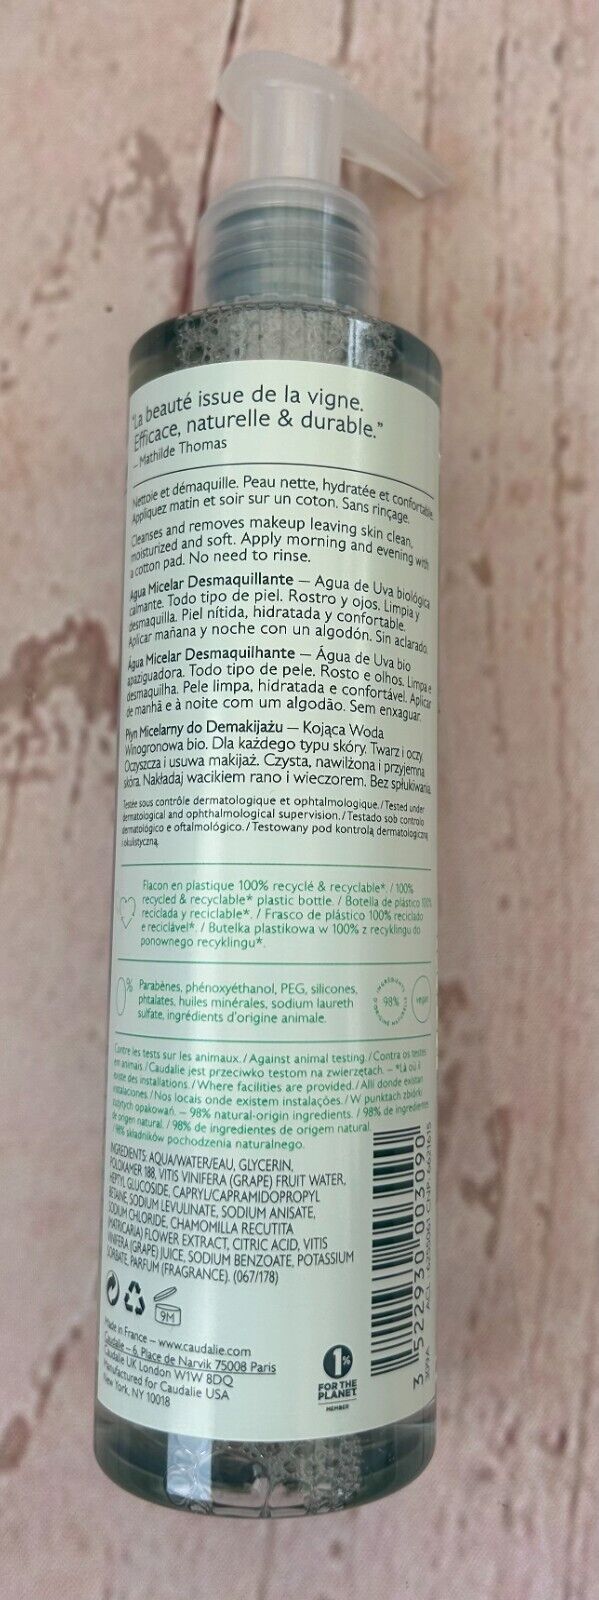 "La beauté issue de la vigne.
Efficace, naturelle & durable."
– Mathilde Thomas
Nettoie et démaquille. Peau nette, hydratée et confortable.
Appliquez matin et soir sur un coton. Sans rinçage.
Cleanses and removes makeup leaving skin clean,
moisturized and soft. Apply morning and evening with
a cotton pad. No need to rinse.
Agua Micelar Desmaquillante – Agua de Uva biológica
calmante. Todo tipo de piel. Rostro y ojos. Limpia y
desmaquilla. Piel nítida, hidratada y confortable.
Aplicar mañana y noche con un algodón. Sin aclarado.
Água Micelar Desmaquilhante – Água de Uva bio
apaziguadora. Todo tipo de pele. Rosto e olhos. Limpa e
desmaquilha. Pele limpa, hidratada e confortável. Aplicar
de manhã e à noite com um algodão. Sem enxaguar.
Płyn Micelarny do Demakijażu – Kojąca Woda
Winogronowa bio. Dla każdego typu skóry. Twarz i oczy.
Oczyszcza i usuwa makijaż. Czysta, nawilżona i przyjemna
skóra. Nakładaj wacikiem rano i wieczorem. Bez spłukiwania.
Testée sous contrôle dermatologique et ophtalmologique. / Tested under
dermatological and ophthalmological supervision. / Testado sob controlo
dermatológico e oftalmológico. / Testowany pod kontrolą dermatologiczną
i okulistyczną.
Flacon en plastique 100% recyclé & recyclable*. / 100%
recycled & recyclable* plastic bottle. / Botella de plástico 100%
reciclada y reciclable*. / Frasco de plástico 100% reciclado
e reciclável*. / Butelka plastikowa w 100% z recyklingu do
ponownego recyklingu*.
0% Parabènes, phénoxyéthanol, PEG, silicones,
phtalates, huiles minérales, sodium laureth
sulfate, ingrédients d'origine animale.
98%
vegan
Contre les tests sur les animaux. / Against animal testing. / Contra os testes
em animais. / Caudalie jest przeciwko testom na zwierzętach. – *Là où il
existe des installations. / Where facilities are provided. / Allí donde existan
instalaciones. / Nos locais onde existem instalações. / W punktach zbiórki
zużytych opakowań. – 98% natural-origin ingredients. / 98% de ingredientes
de origen natural. / 98% de ingredientes de origem natural.
/ 98% składników pochodzenia naturalnego.
INGREDIENTS: AQUA/WATER/EAU, GLYCERIN,
POLOXAMER 188, VITIS VINIFERA (GRAPE) FRUIT WATER,
HEPTYL GLUCOSIDE, CAPRYL/CAPRAMIDOPROPYL
BETAINE, SODIUM LEVULINATE, SODIUM ANISATE,
SODIUM CHLORIDE, CHAMOMILLA RECUTITA
(MATRICARIA) FLOWER EXTRACT, CITRIC ACID, VITIS
VINIFERA (GRAPE) JUICE, SODIUM BENZOATE, POTASSIUM
SORBATE, PARFUM (FRAGRANCE). (067/178)
9M
Made in France – www.caudalie.com
Caudalie – 6, Place de Narvik 75008 Paris
Caudalie UK London W1W 8DQ
Manufactured for Caudalie USA
New York, NY 10018
1%
FOR THE
PLANET
MEMBER
3 522930 003090
309A ACL : 6255061 CNP : 6621615